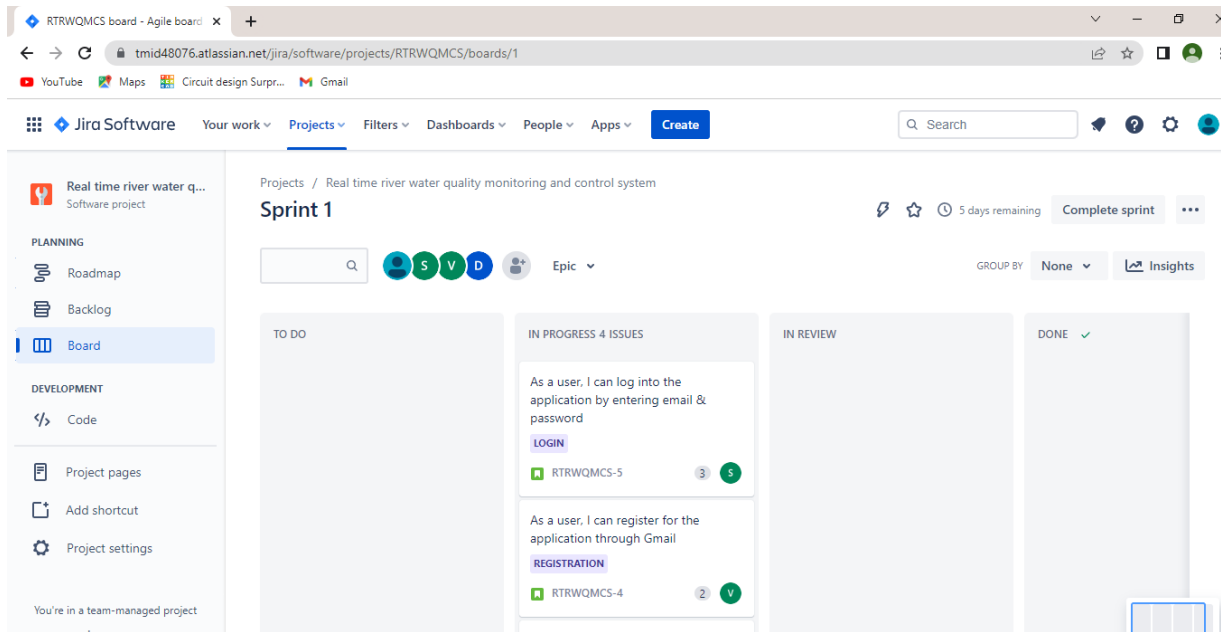 RTRWQMCS board - Agile board
tmid48076.atlassian.net/jira/software/projects/RTRWQMCS/boards/1
YouTube Maps Circuit design Surpr... Gmail
Jira Software Your work Projects Filters Dashboards People Apps Create Search
Real time river water q...
Software project
Projects / Real time river water quality monitoring and control system
Sprint 1
5 days remaining Complete sprint
PLANNING
Roadmap
Backlog
Board
DEVELOPMENT
Code
Project pages
Add shortcut
Project settings
You're in a team-managed project
S V D Epic
GROUP BY None Insights
TO DO
IN PROGRESS 4 ISSUES
As a user, I can log into the
application by entering email &
password
LOGIN
RTRWQMCS-5 3 S
As a user, I can register for the
application through Gmail
REGISTRATION
RTRWQMCS-4 2 V
IN REVIEW
DONE